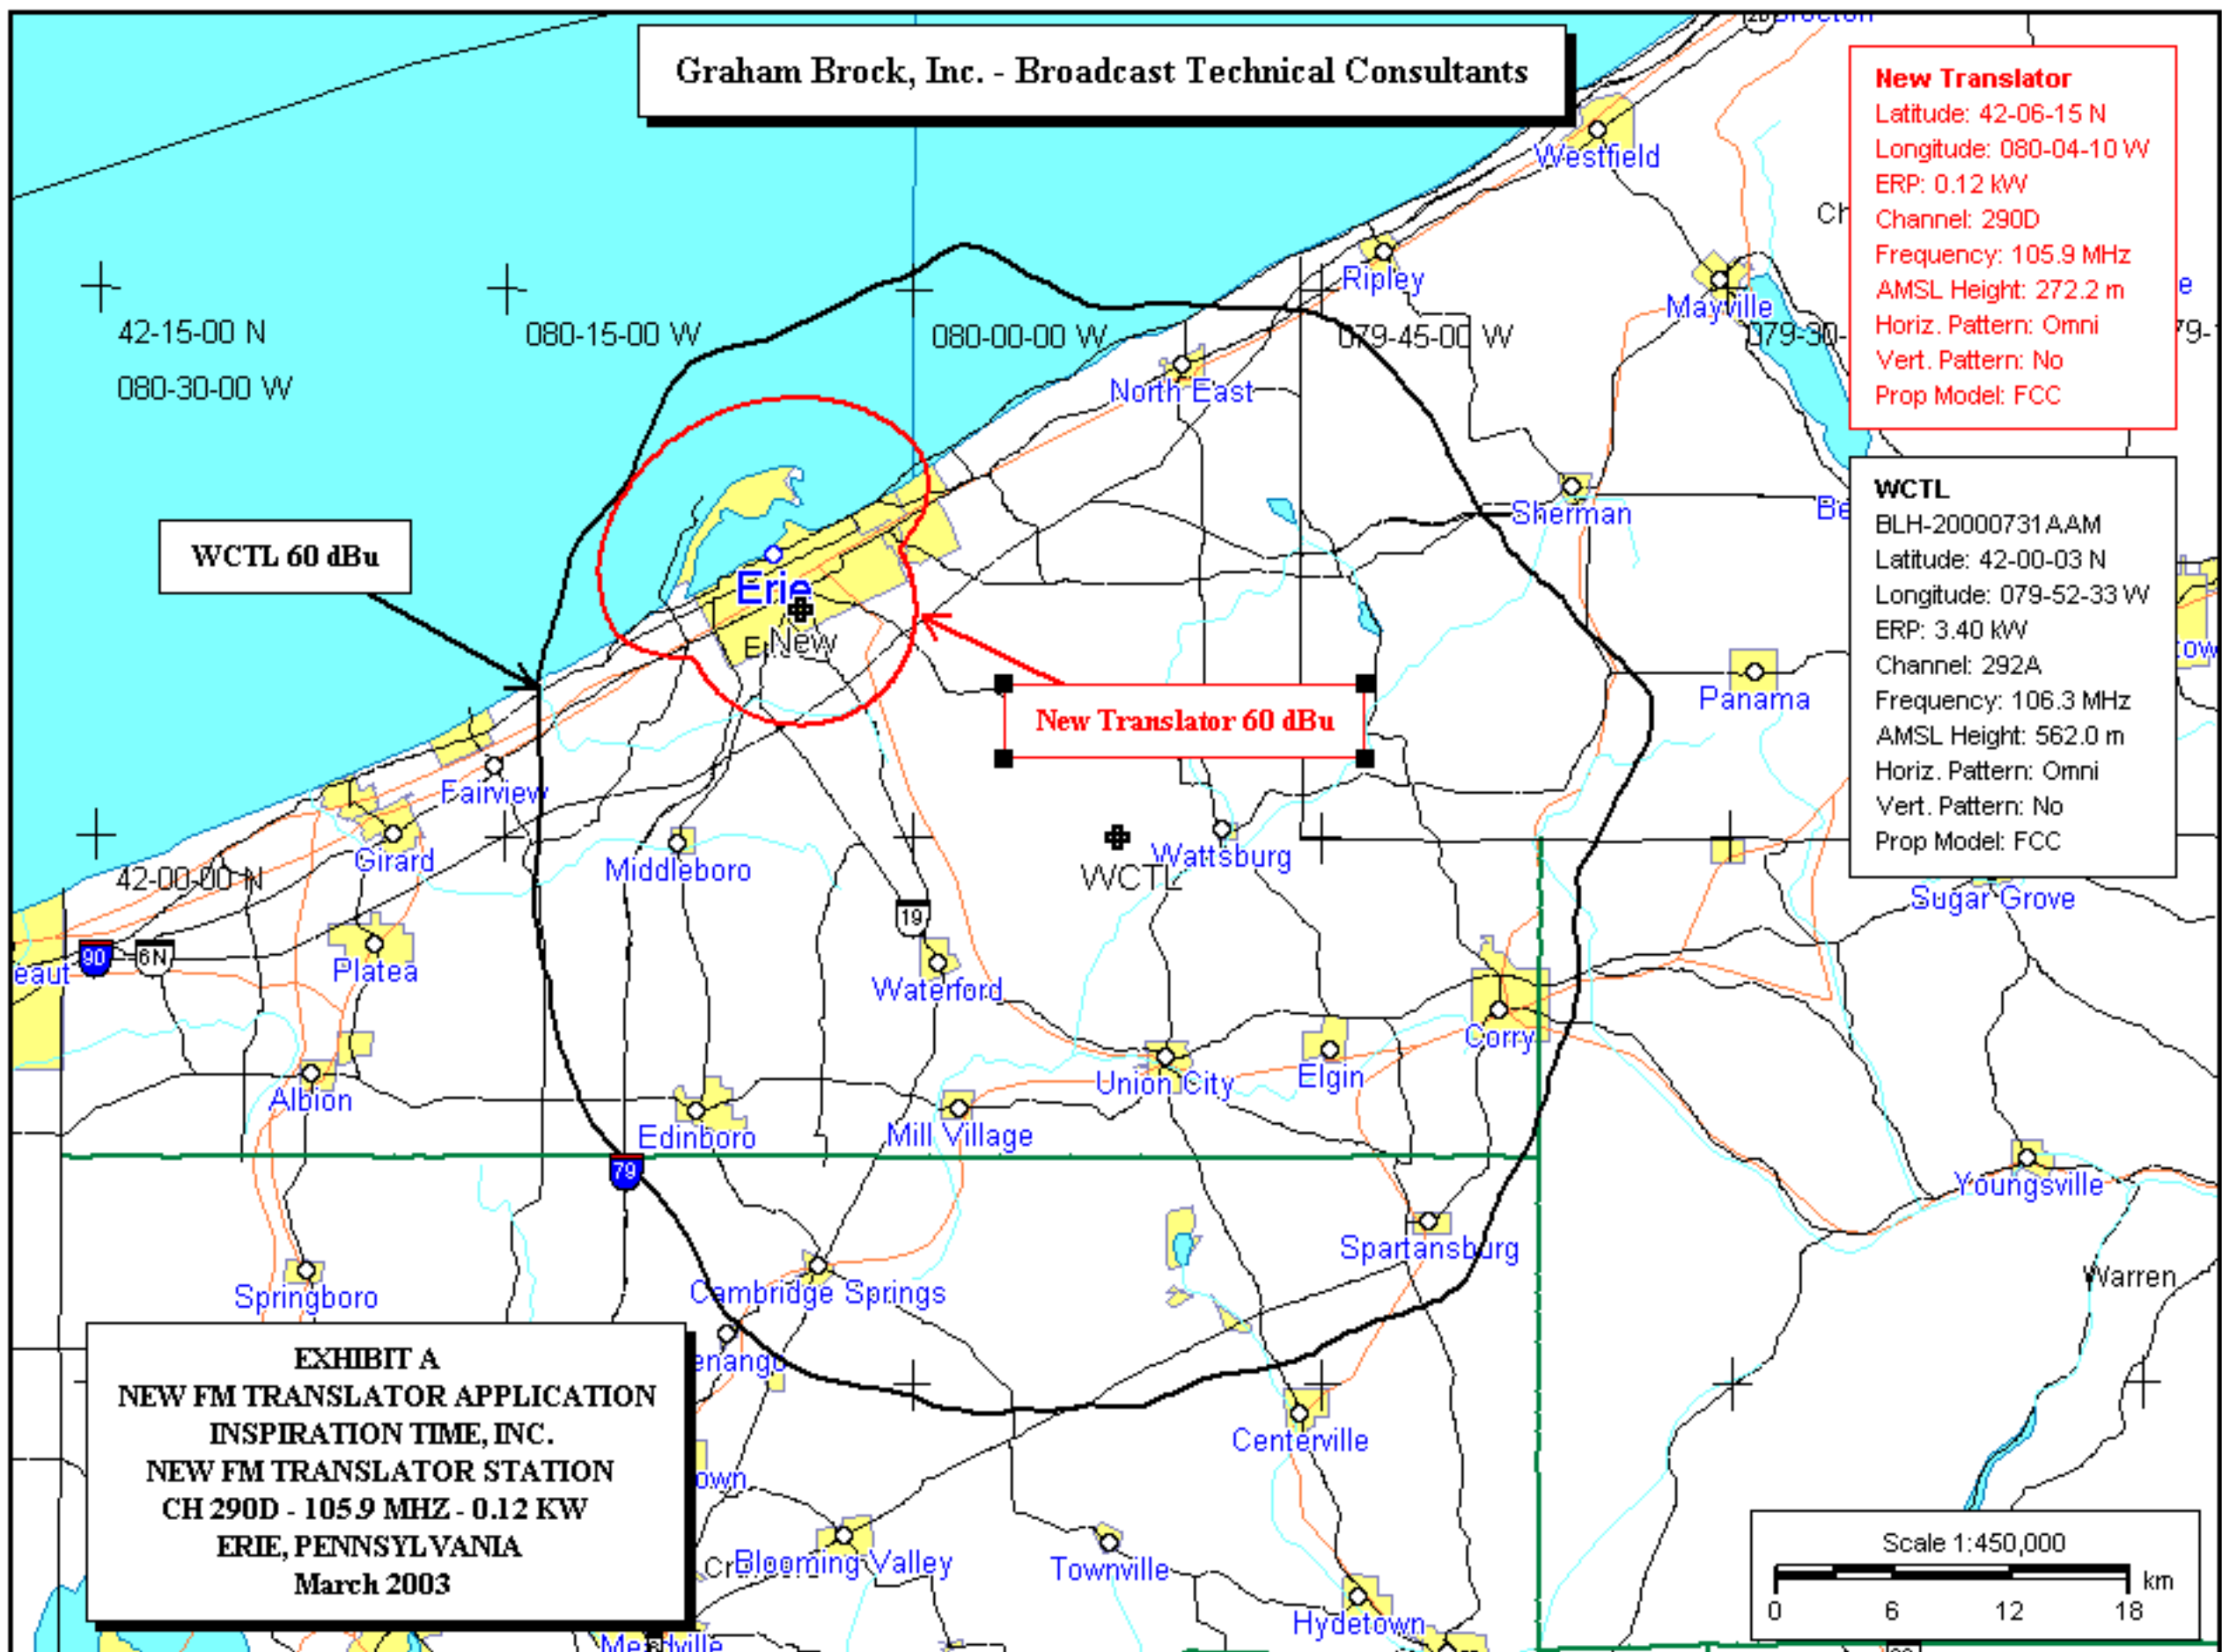 Graham Brock, Inc. - Broadcast Technical Consultants
New Translator
Latitude: 42-06-15 N
Longitude: 080-04-10 W
ERP: 0.12 kW
Channel: 290D
Frequency: 105.9 MHz
AMSL Height: 272.2 m
Horiz. Pattern: Omni
Vert. Pattern: No
Prop Model: FCC
WCTL
BLH-20000731AAM
Latitude: 42-00-03 N
Longitude: 079-52-33 W
ERP: 3.40 kW
Channel: 292A
Frequency: 106.3 MHz
AMSL Height: 562.0 m
Horiz. Pattern: Omni
Vert. Pattern: No
Prop Model: FCC
Westfield
Ripley
Mayville
42-15-00 N
080-30-00 W
080-15-00 W
080-00-00 W
079-45-00 W
079-30-
North East
Sherman
WCTL 60 dBu
Erie
New
New Translator 60 dBu
Panama
Fairview
Girard
Middleboro
WCTL
Wattsburg
42-00-00 N
Sugar Grove
19
90
6N
eaut
Platea
Waterford
Corry
Albion
Union City
Elgin
Edinboro
Mill Village
79
Youngsville
Springboro
Cambridge Springs
Spartansburg
Warren
enango
Centerville
own
Blooming Valley
Townville
Hydetown
Meadville
EXHIBIT A
NEW FM TRANSLATOR APPLICATION
INSPIRATION TIME, INC.
NEW FM TRANSLATOR STATION
CH 290D - 105.9 MHZ - 0.12 KW
ERIE, PENNSYLVANIA
March 2003
Scale 1:450,000
km
0 6 12 18